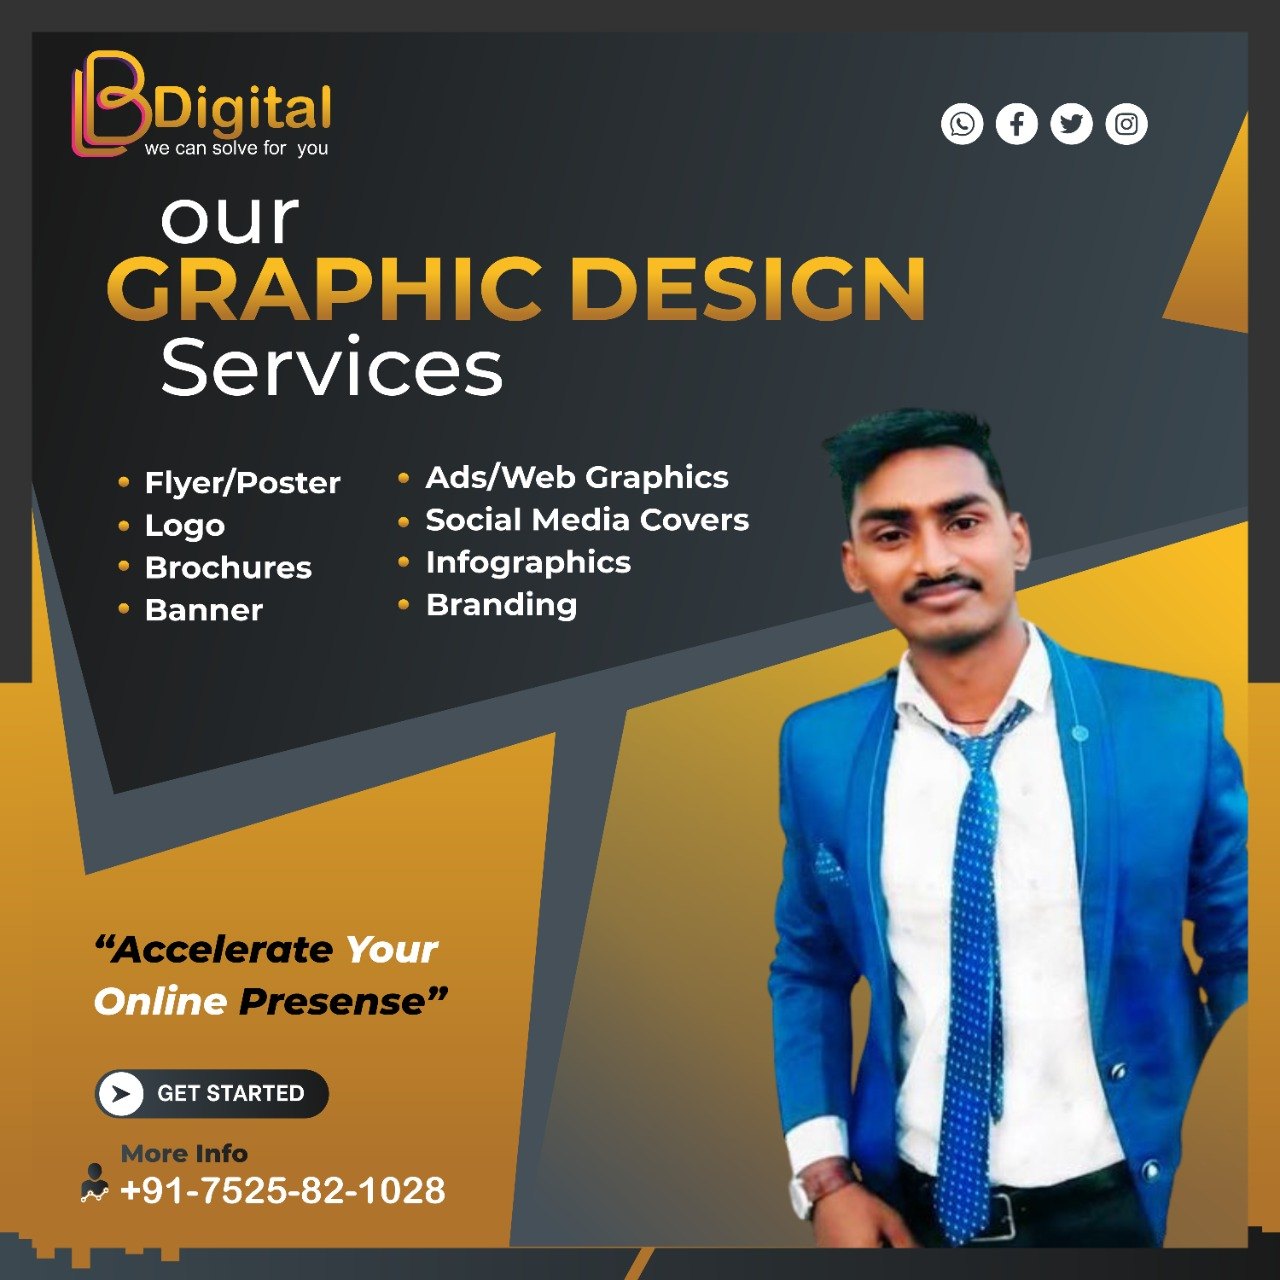 LB Digital
we can solve for you
our
GRAPHIC DESIGN
Services
Flyer/Poster
Logo
Brochures
Banner
Ads/Web Graphics
Social Media Covers
Infographics
Branding
“Accelerate Your
Online Presense”
GET STARTED
More Info
+91-7525-82-1028